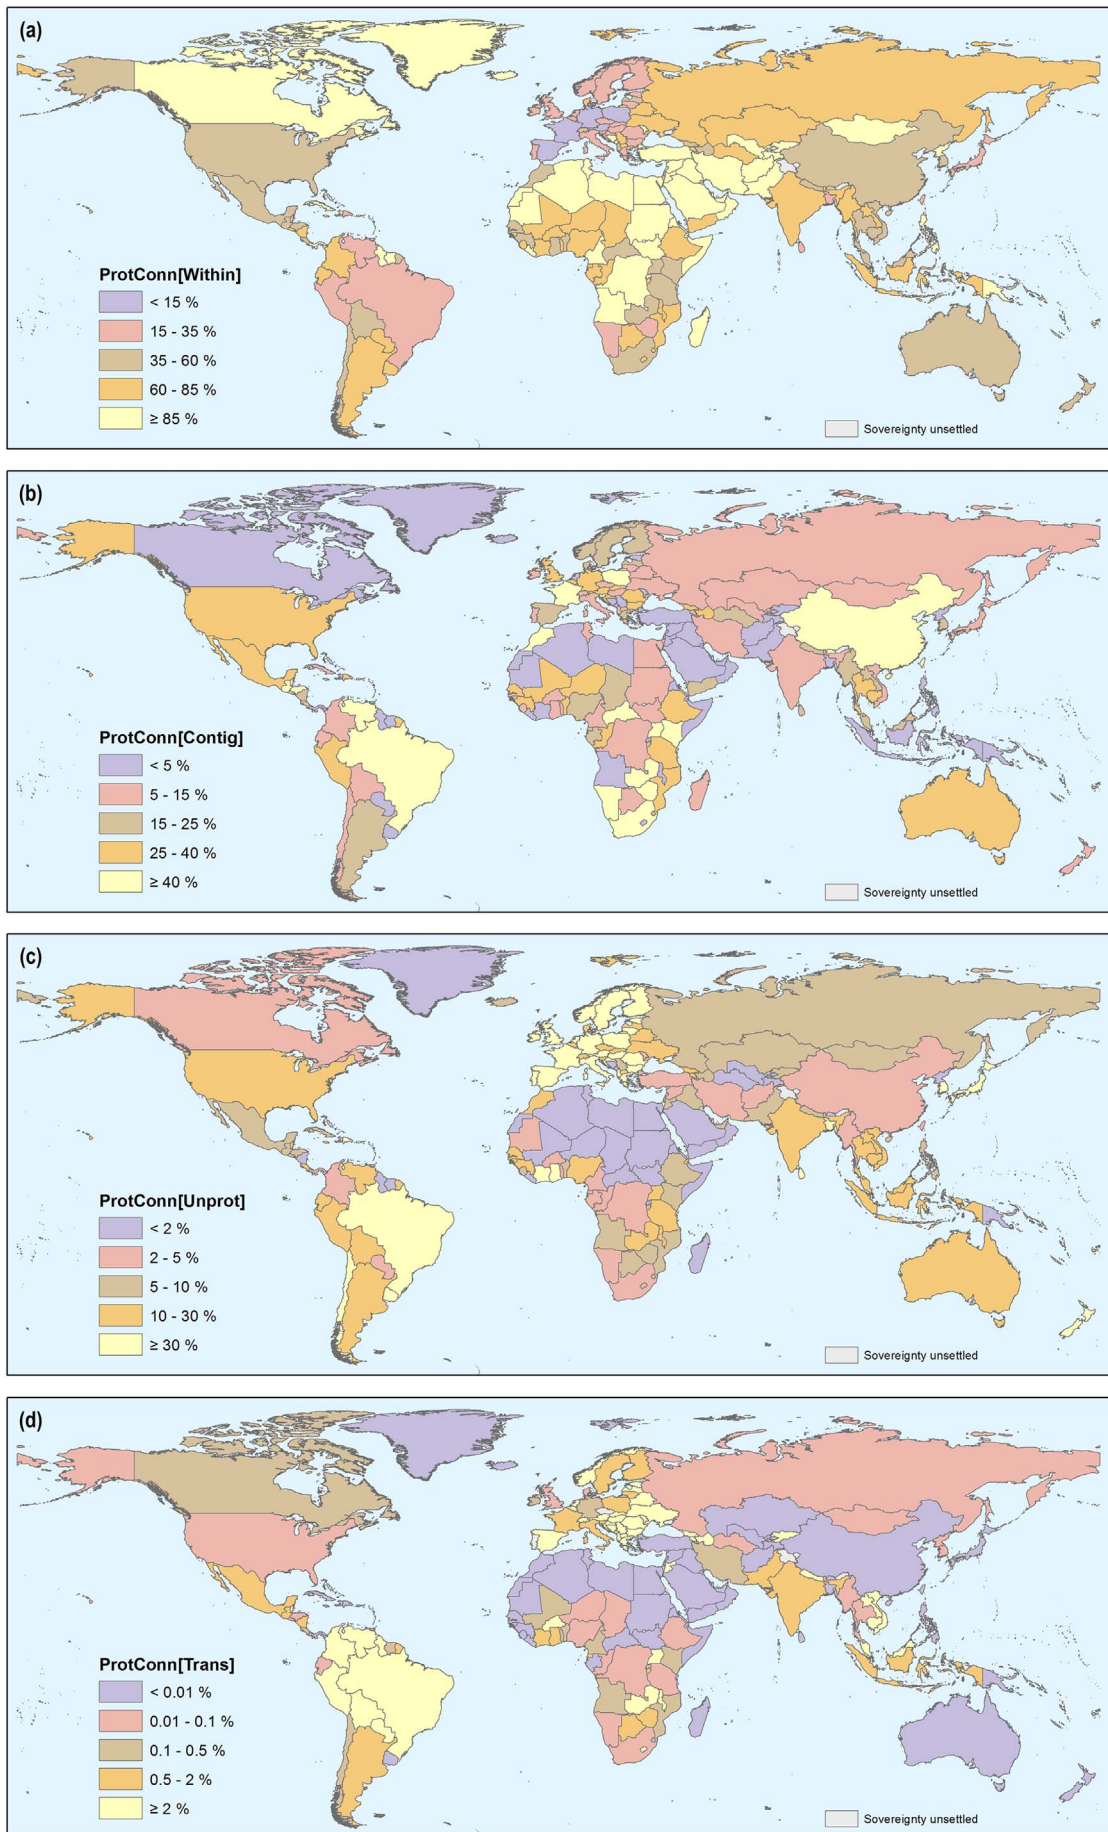 (a)
ProtConn[Within]
< 15 %
15 - 35 %
35 - 60 %
60 - 85 %
≥ 85 %
Sovereignty unsettled
(b)
ProtConn[Contig]
< 5 %
5 - 15 %
15 - 25 %
25 - 40 %
≥ 40 %
Sovereignty unsettled
(c)
ProtConn[Unprot]
< 2 %
2 - 5 %
5 - 10 %
10 - 30 %
≥ 30 %
Sovereignty unsettled
(d)
ProtConn[Trans]
< 0.01 %
0.01 - 0.1 %
0.1 - 0.5 %
0.5 - 2 %
≥ 2 %
Sovereignty unsettled